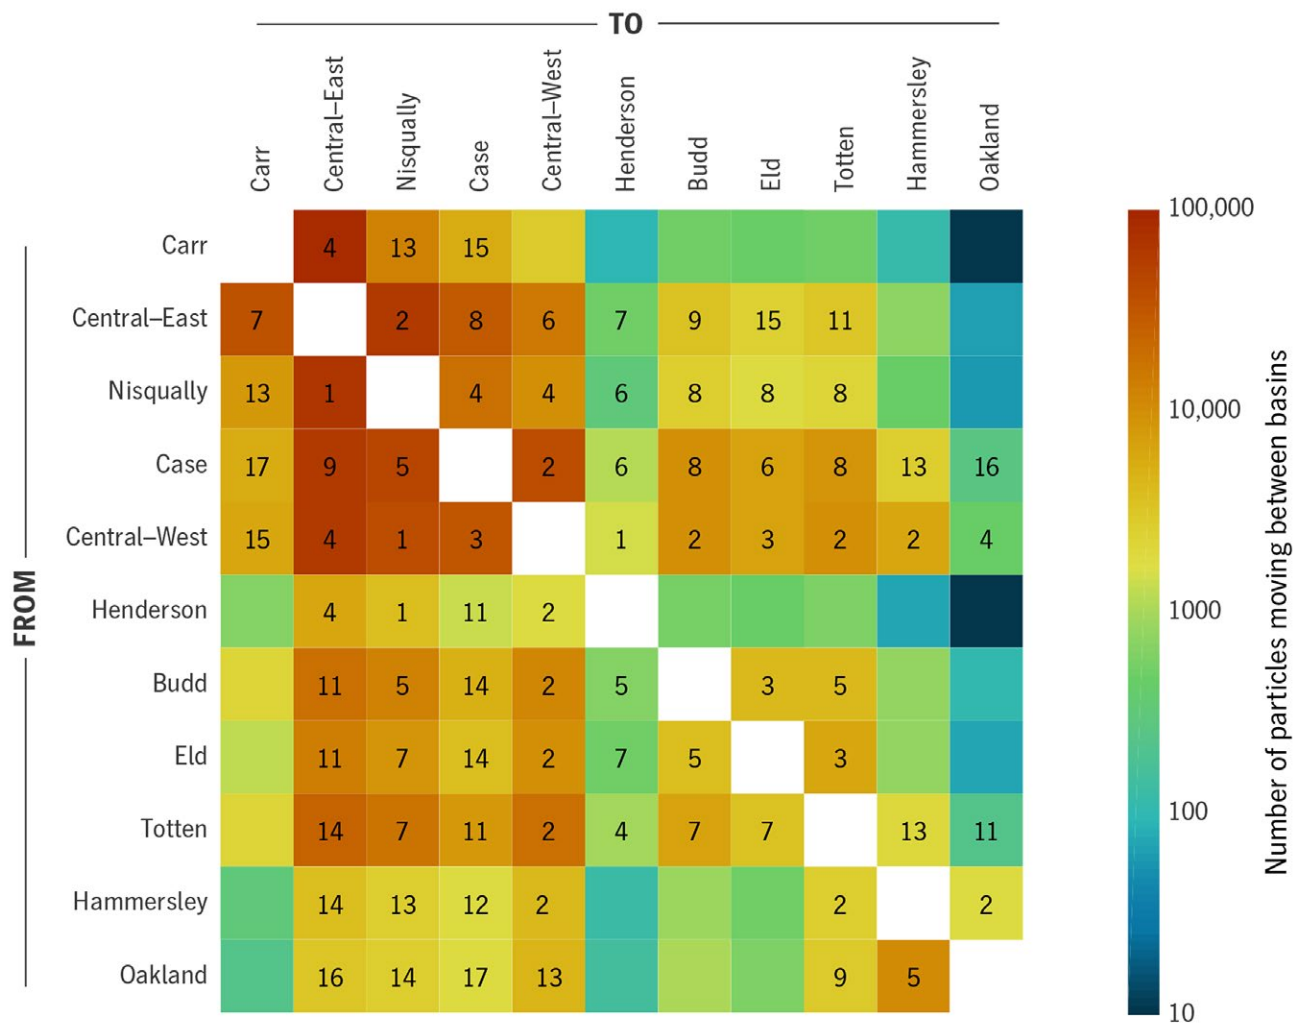 TO
Carr Central–East Nisqually Case Central–West Henderson Budd Eld Totten Hammersley Oakland
FROM
Carr 4 13 15
Central–East 7 2 8 6 7 9 15 11
Nisqually 13 1 4 4 6 8 8 8
Case 17 9 5 2 6 8 6 8 13 16
Central–West 15 4 1 3 1 2 3 2 2 4
Henderson 4 1 11 2
Budd 11 5 14 2 5 3 5
Eld 11 7 14 2 7 5 3
Totten 14 7 11 2 4 7 7 13 11
Hammersley 14 13 12 2 2 2
Oakland 16 14 17 13 9 5
100,000
10,000
1000
100
10
Number of particles moving between basins